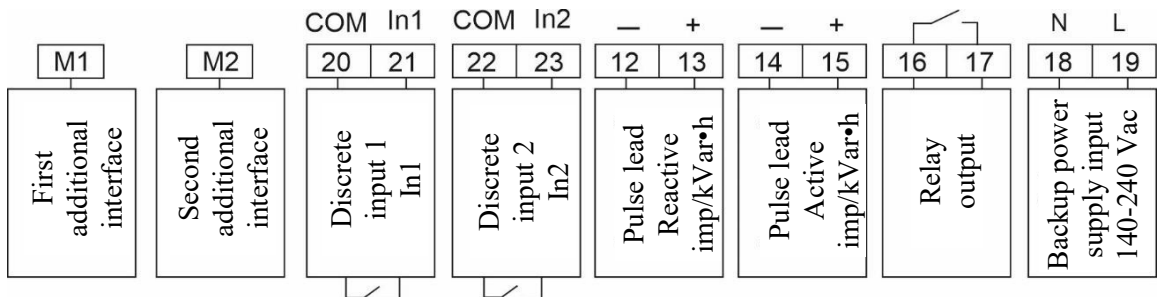 COM In1 COM In2 — + — + N L
M1 M2 20 21 22 23 12 13 14 15 16 17 18 19
First
additional
interface
Second
additional
interface
Discrete
input 1
In1
Discrete
input 2
In2
Pulse lead
Reactive
imp/kVar•h
Pulse lead
Active
imp/kVar•h
Relay
output
Backup power
supply input
140-240 Vac